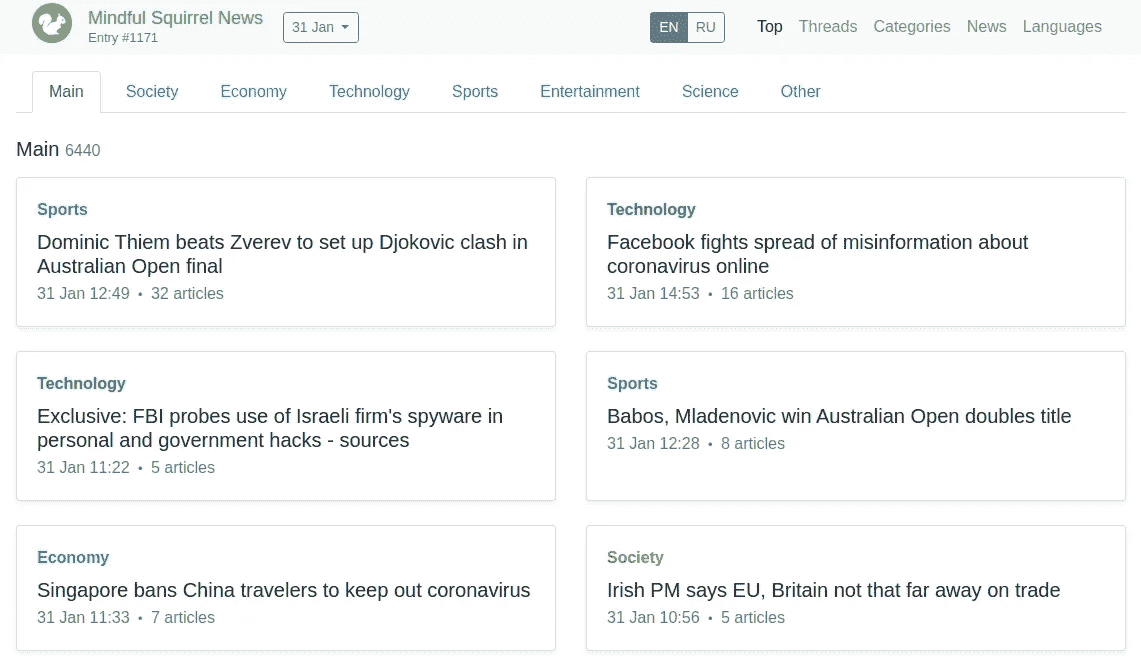 Mindful Squirrel News
Entry #1171
31 Jan
EN RU
Top Threads Categories News Languages
Main Society Economy Technology Sports Entertainment Science Other
Main 6440
Sports
Dominic Thiem beats Zverev to set up Djokovic clash in
Australian Open final
31 Jan 12:49 • 32 articles
Technology
Facebook fights spread of misinformation about
coronavirus online
31 Jan 14:53 • 16 articles
Technology
Exclusive: FBI probes use of Israeli firm's spyware in
personal and government hacks - sources
31 Jan 11:22 • 5 articles
Sports
Babos, Mladenovic win Australian Open doubles title
31 Jan 12:28 • 8 articles
Economy
Singapore bans China travelers to keep out coronavirus
31 Jan 11:33 • 7 articles
Society
Irish PM says EU, Britain not that far away on trade
31 Jan 10:56 • 5 articles